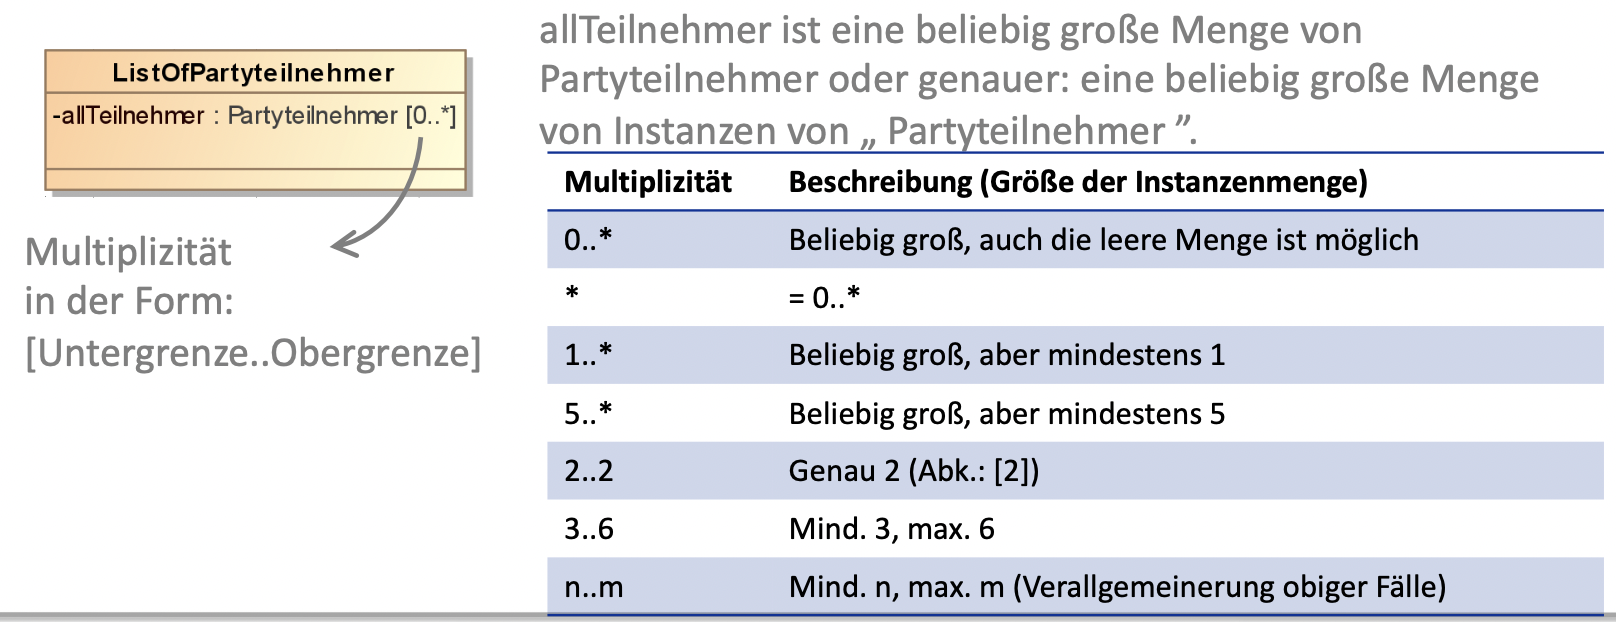 allTeilnehmer ist eine beliebig große Menge von
Partyteilnehmer oder genauer: eine beliebig große Menge
von Instanzen von „ Partyteilnehmer ”.
ListOfPartyteilnehmer
-allTeilnehmer : Partyteilnehmer [0..*]
Multiplizität
in der Form:
[Untergrenze..Obergrenze]
Multiplizität Beschreibung (Größe der Instanzenmenge)
0..* Beliebig groß, auch die leere Menge ist möglich
* = 0..*
1..* Beliebig groß, aber mindestens 1
5..* Beliebig groß, aber mindestens 5
2..2 Genau 2 (Abk.: [2])
3..6 Mind. 3, max. 6
n..m Mind. n, max. m (Verallgemeinerung obiger Fälle)